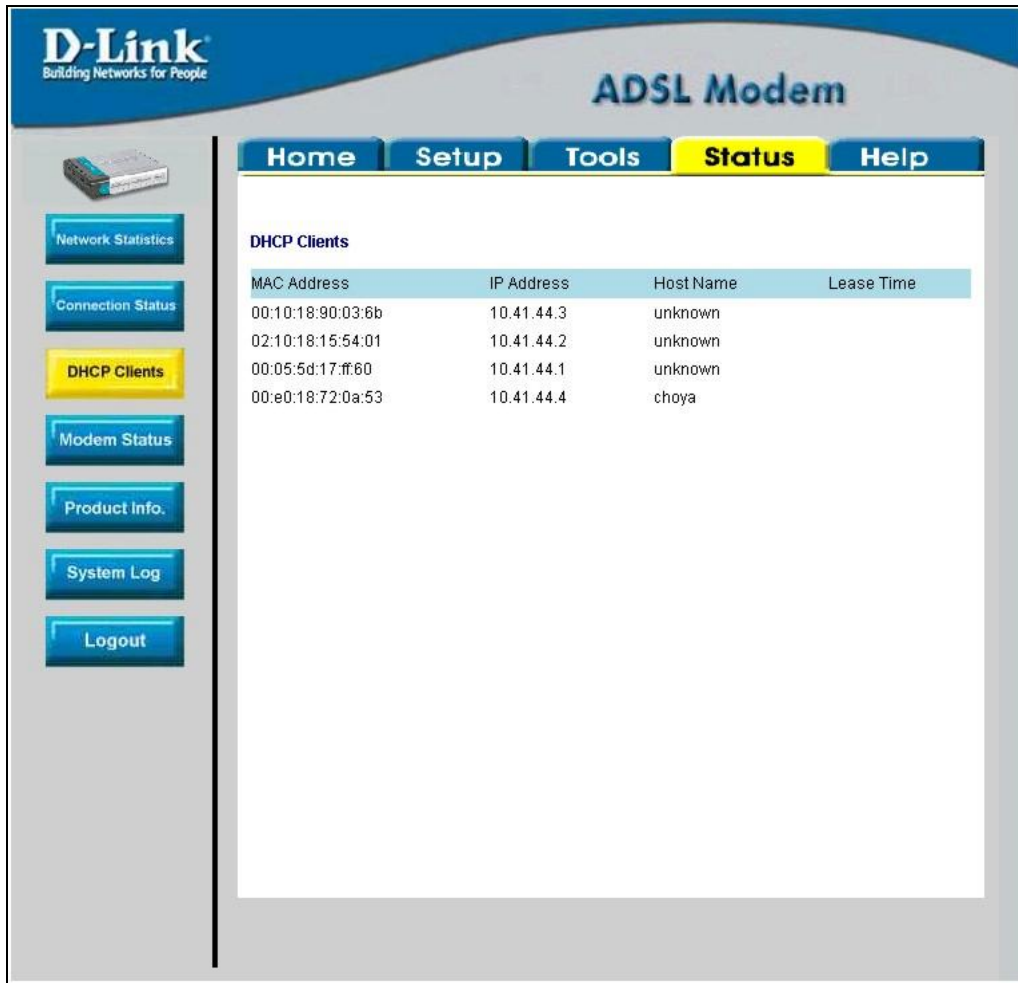 D-Link
Building Networks for People
ADSL Modem
Home Setup Tools Status Help
Network Statistics
Connection Status
DHCP Clients
Modem Status
Product Info.
System Log
Logout
DHCP Clients
MAC Address IP Address Host Name Lease Time
00:10:18:90:03:6b 10.41.44.3 unknown
02:10:18:15:54:01 10.41.44.2 unknown
00:05:5d:17:ff:60 10.41.44.1 unknown
00:e0:18:72:0a:53 10.41.44.4 choya